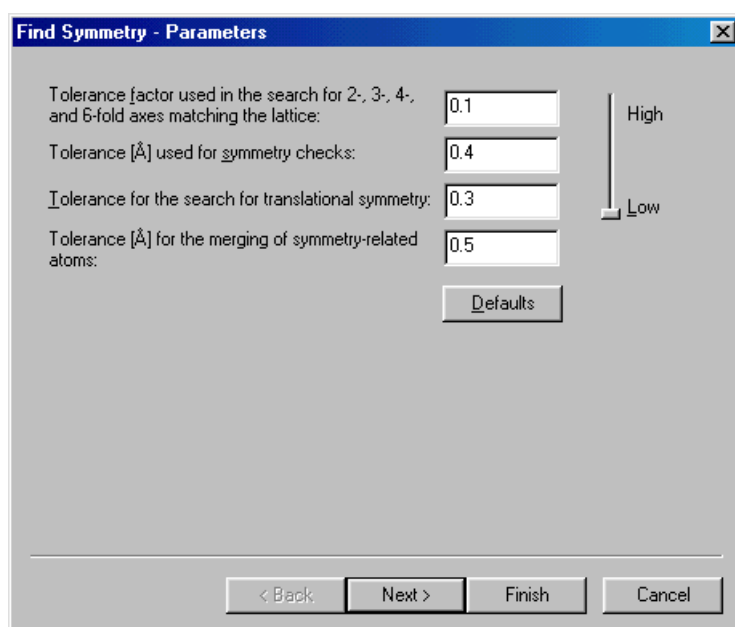 Find Symmetry - Parameters
Tolerance factor used in the search for 2-, 3-, 4-,
and 6-fold axes matching the lattice:
0.1
High
Tolerance [Å] used for symmetry checks:
0.4
Tolerance for the search for translational symmetry:
0.3
Low
Tolerance [Å] for the merging of symmetry-related
atoms:
0.5
Defaults
< Back
Next >
Finish
Cancel